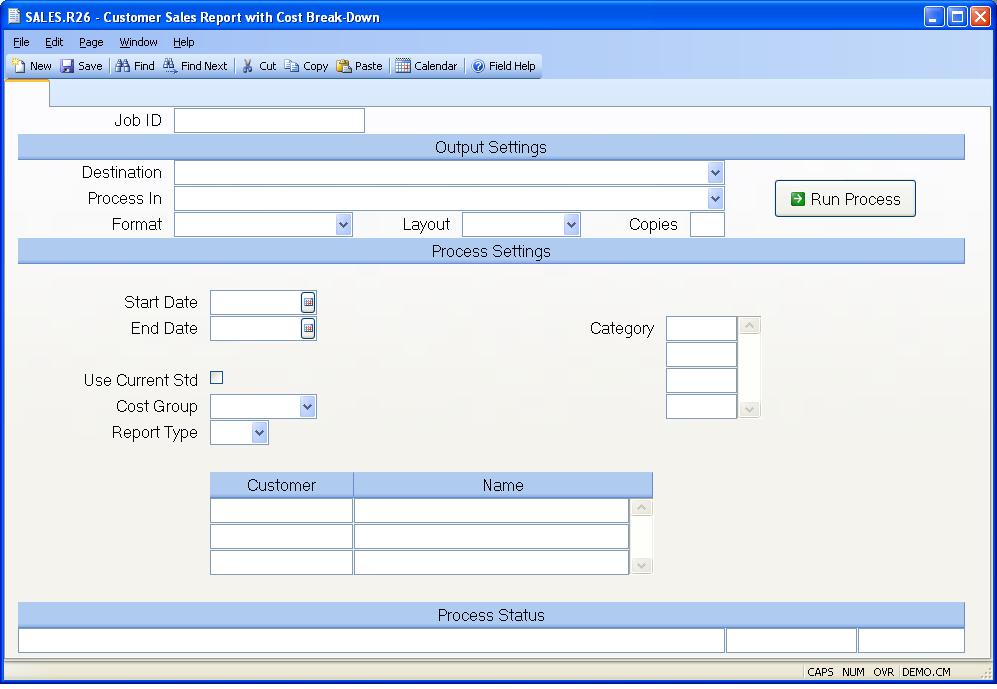 SALES.R26 - Customer Sales Report with Cost Break-Down
File Edit Page Window Help
New Save Find Find Next Cut Copy Paste Calendar Field Help
Job ID
Output Settings
Destination
Process In
Run Process
Format Layout Copies
Process Settings
Start Date
End Date
Category
Use Current Std
Cost Group
Report Type
Customer Name
Process Status
CAPS NUM OVR DEMO.CM